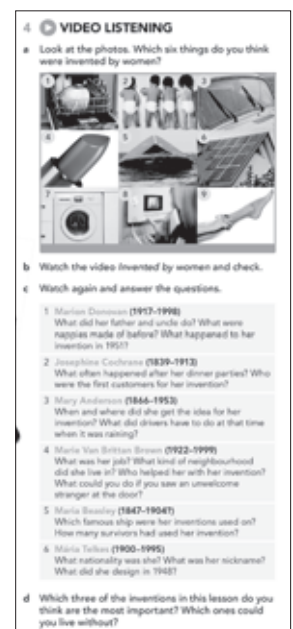 4 VIDEO LISTENING
a Look at the photos. Which six things do you think
were invented by women?
1 2 3
4 5 6
7 8 9
b Watch the video Invented by women and check.
c Watch again and answer the questions.
1 Marion Donovan (1917–1998)
What did her father and uncle do? What were
nappies made of before? What happened to her
invention in 1951?
2 Josephine Cochrane (1839–1913)
What often happened after her dinner parties? Who
were the first customers for her invention?
3 Mary Anderson (1866–1953)
When and where did she get the idea for her
invention? What did drivers have to do at that time
when it was raining?
4 Marie Van Brittan Brown (1922–1999)
What was her job? What kind of neighbourhood
did she live in? Who helped her with her invention?
What could you do if you saw an unwelcome
stranger at the door?
5 Maria Beasley (1847–1904?)
Which famous ship were her inventions used on?
How many survivors had used her invention?
6 Mária Telkes (1900–1995)
What nationality was she? What was her nickname?
What did she design in 1948?
d Which three of the inventions in this lesson do you
think are the most important? Which ones could
you live without?